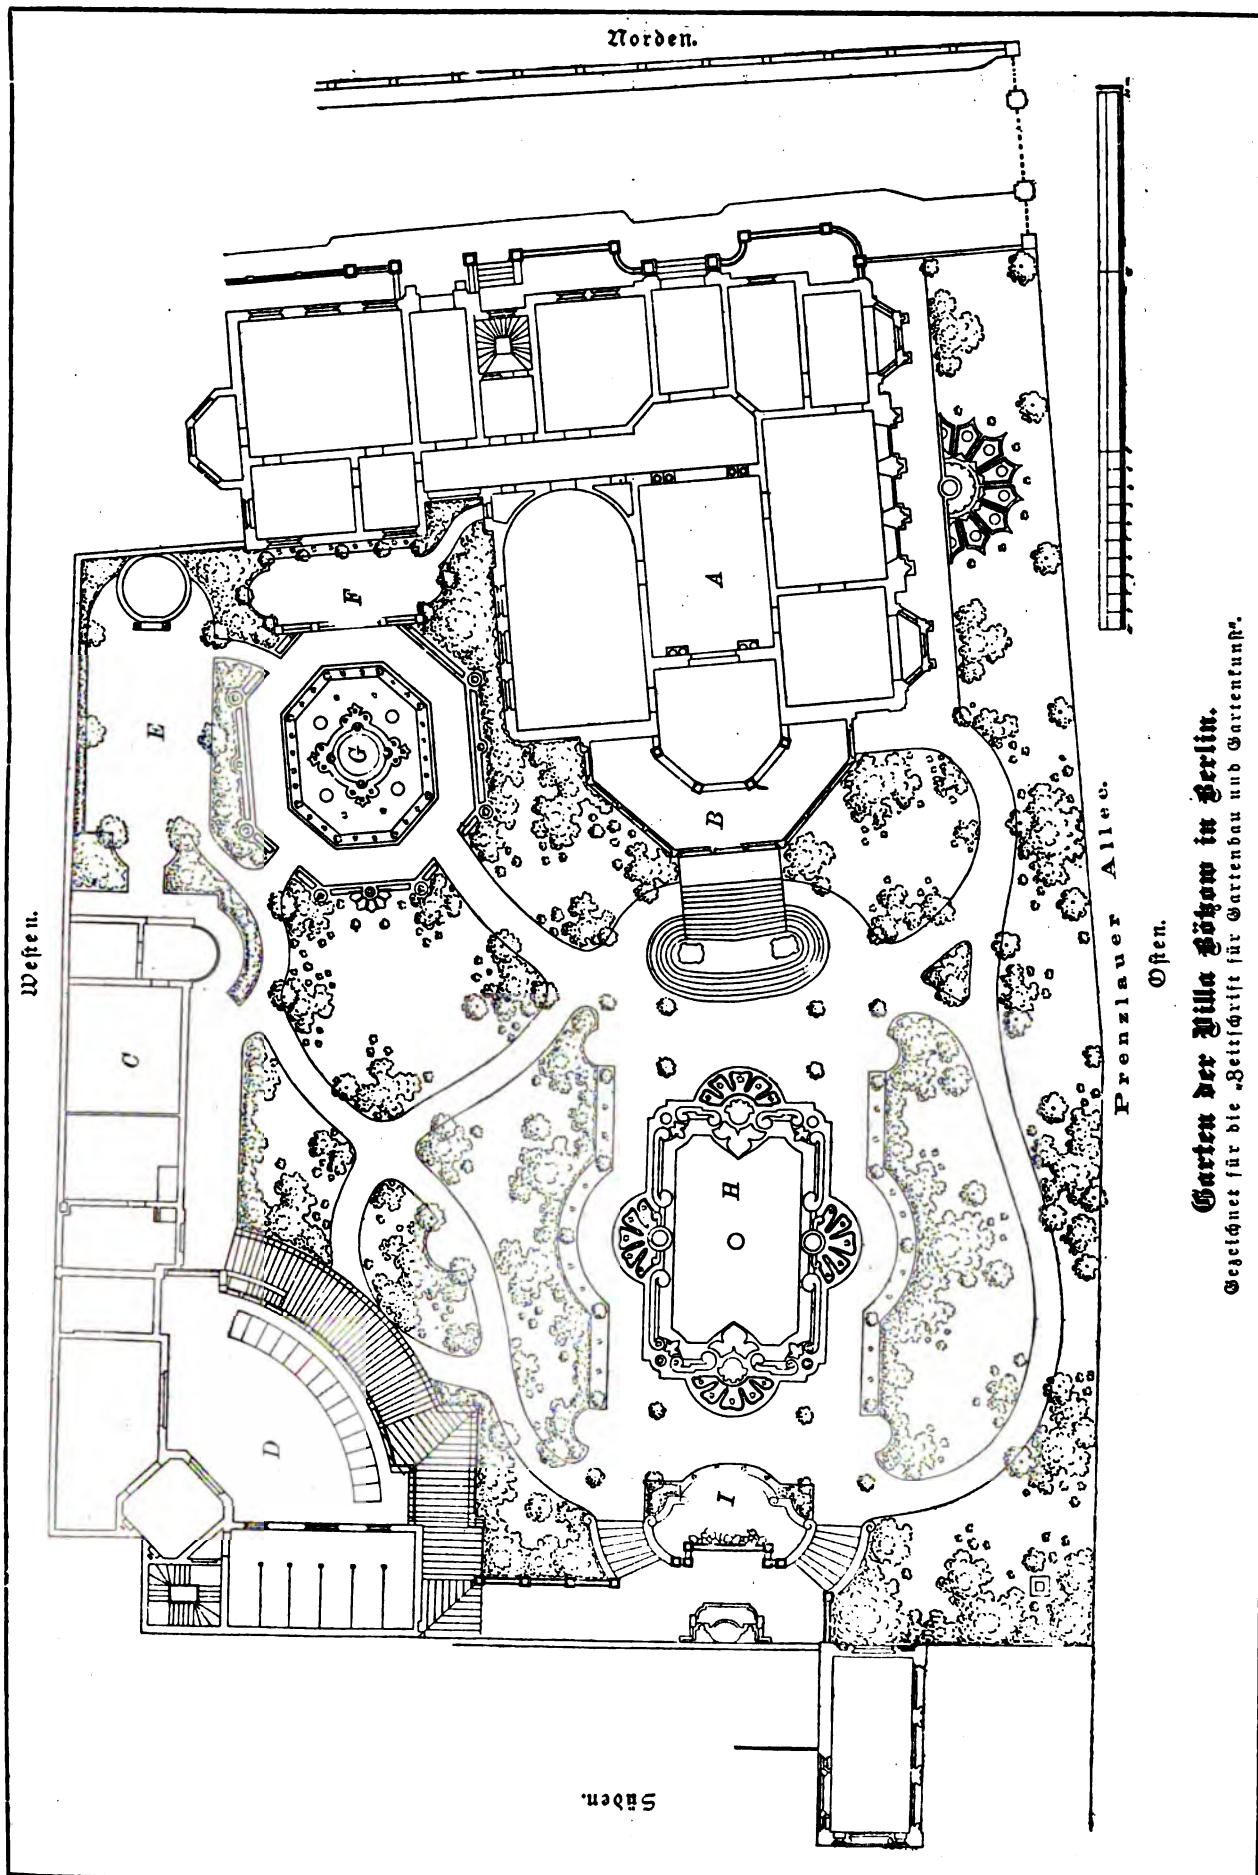 Norden.
Westen.
A
B
C
D
E
F
G
H
I
Süden.
Prenzlauer Allee.
Osten.
Garten der Villa Bötzow in Berlin.
Gezeichnet für die „Zeitschrift für Gartenbau und Gartenkunst“.